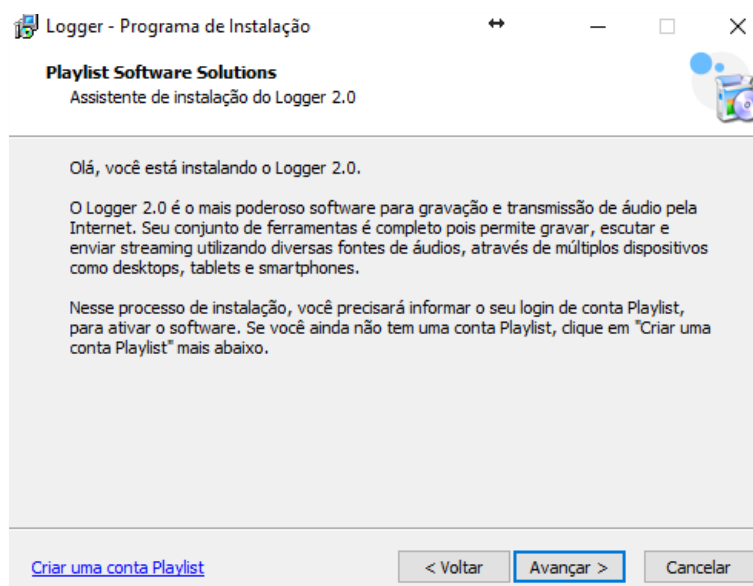 Logger - Programa de Instalação
Playlist Software Solutions
Assistente de instalação do Logger 2.0
Olá, você está instalando o Logger 2.0.
O Logger 2.0 é o mais poderoso software para gravação e transmissão de áudio pela
Internet. Seu conjunto de ferramentas é completo pois permite gravar, escutar e
enviar streaming utilizando diversas fontes de áudios, através de múltiplos dispositivos
como desktops, tablets e smartphones.
Nesse processo de instalação, você precisará informar o seu login de conta Playlist,
para ativar o software. Se você ainda não tem uma conta Playlist, clique em "Criar uma
conta Playlist" mais abaixo.
Criar uma conta Playlist
< Voltar
Avançar >
Cancelar